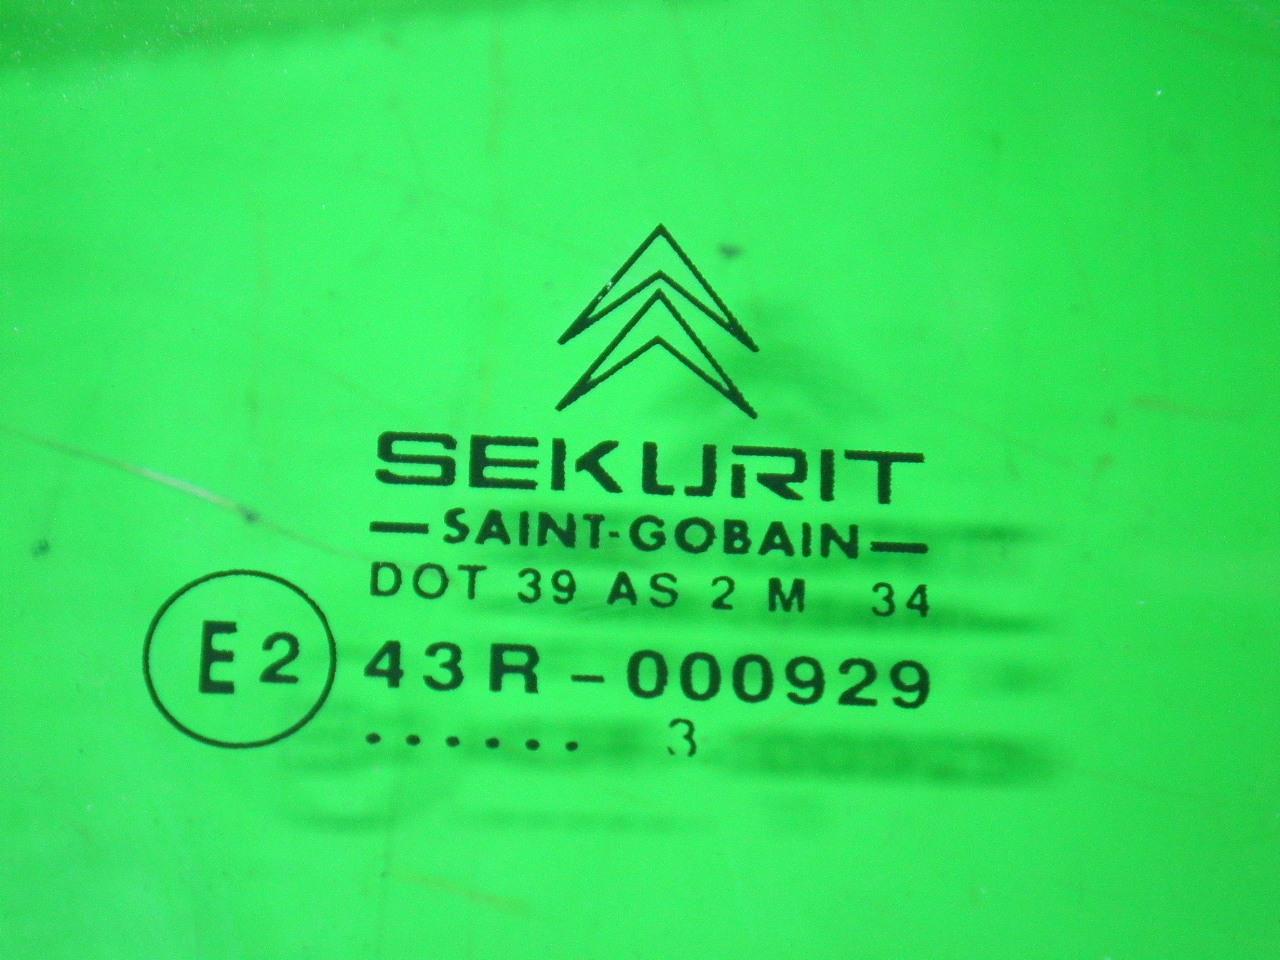 SEKURIT
—SAINT-GOBAIN—
DOT 39 AS 2 M 34
E2 43R-000929
...... 3